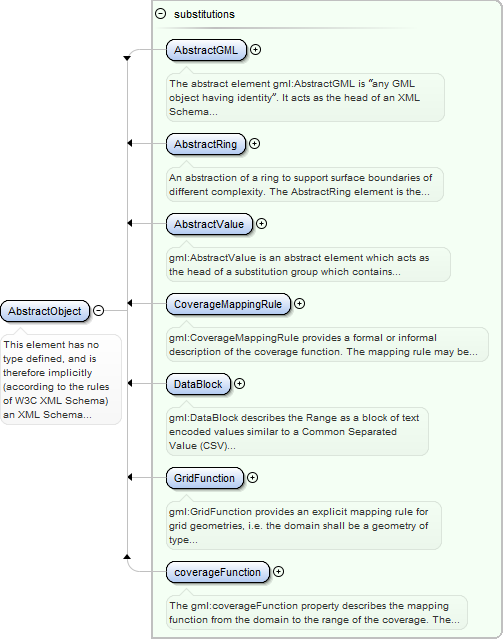 substitutions
AbstractGML
The abstract element gml:AbstractGML is "any GML
object having identity". It acts as the head of an XML
Schema...
AbstractRing
An abstraction of a ring to support surface boundaries of
different complexity. The AbstractRing element is the...
AbstractValue
gml:AbstractValue is an abstract element which acts as
the head of a substitution group which contains...
AbstractObject
This element has no
type defined, and is
therefore implicitly
(according to the rules
of W3C XML Schema)
an XML Schema...
CoverageMappingRule
gml:CoverageMappingRule provides a formal or informal
description of the coverage function. The mapping rule may be...
DataBlock
gml:DataBlock describes the Range as a block of text
encoded values similar to a Common Separated
Value (CSV)...
GridFunction
gml:GridFunction provides an explicit mapping rule for
grid geometries, i.e. the domain shall be a geometry of
type...
coverageFunction
The gml:coverageFunction property describes the mapping
function from the domain to the range of the coverage. The...